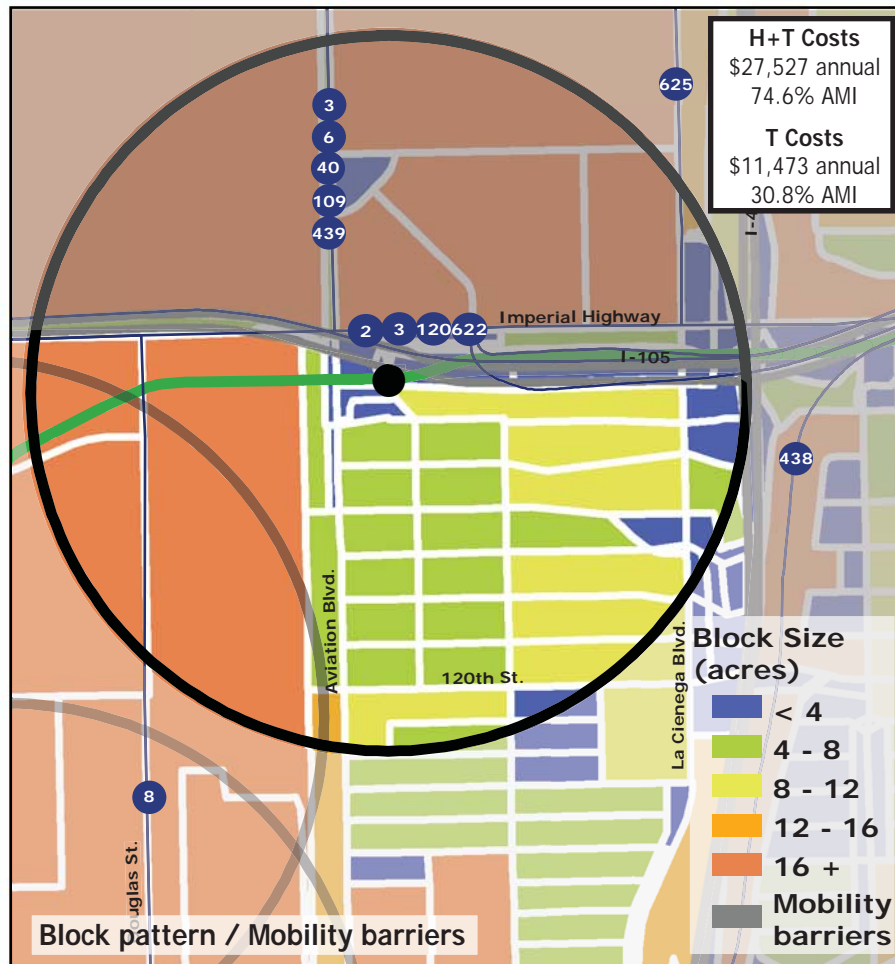 H+T Costs
$27,527 annual
74.6% AMI
T Costs
$11,473 annual
30.8% AMI
625
3
6
40
109
439
2
3
120
622
Imperial Highway
I-105
438
Aviation Blvd.
La Cienega Blvd.
120th St.
8
Block Size
(acres)
< 4
4 - 8
8 - 12
12 - 16
16 +
Mobility
barriers
Block pattern / Mobility barriers